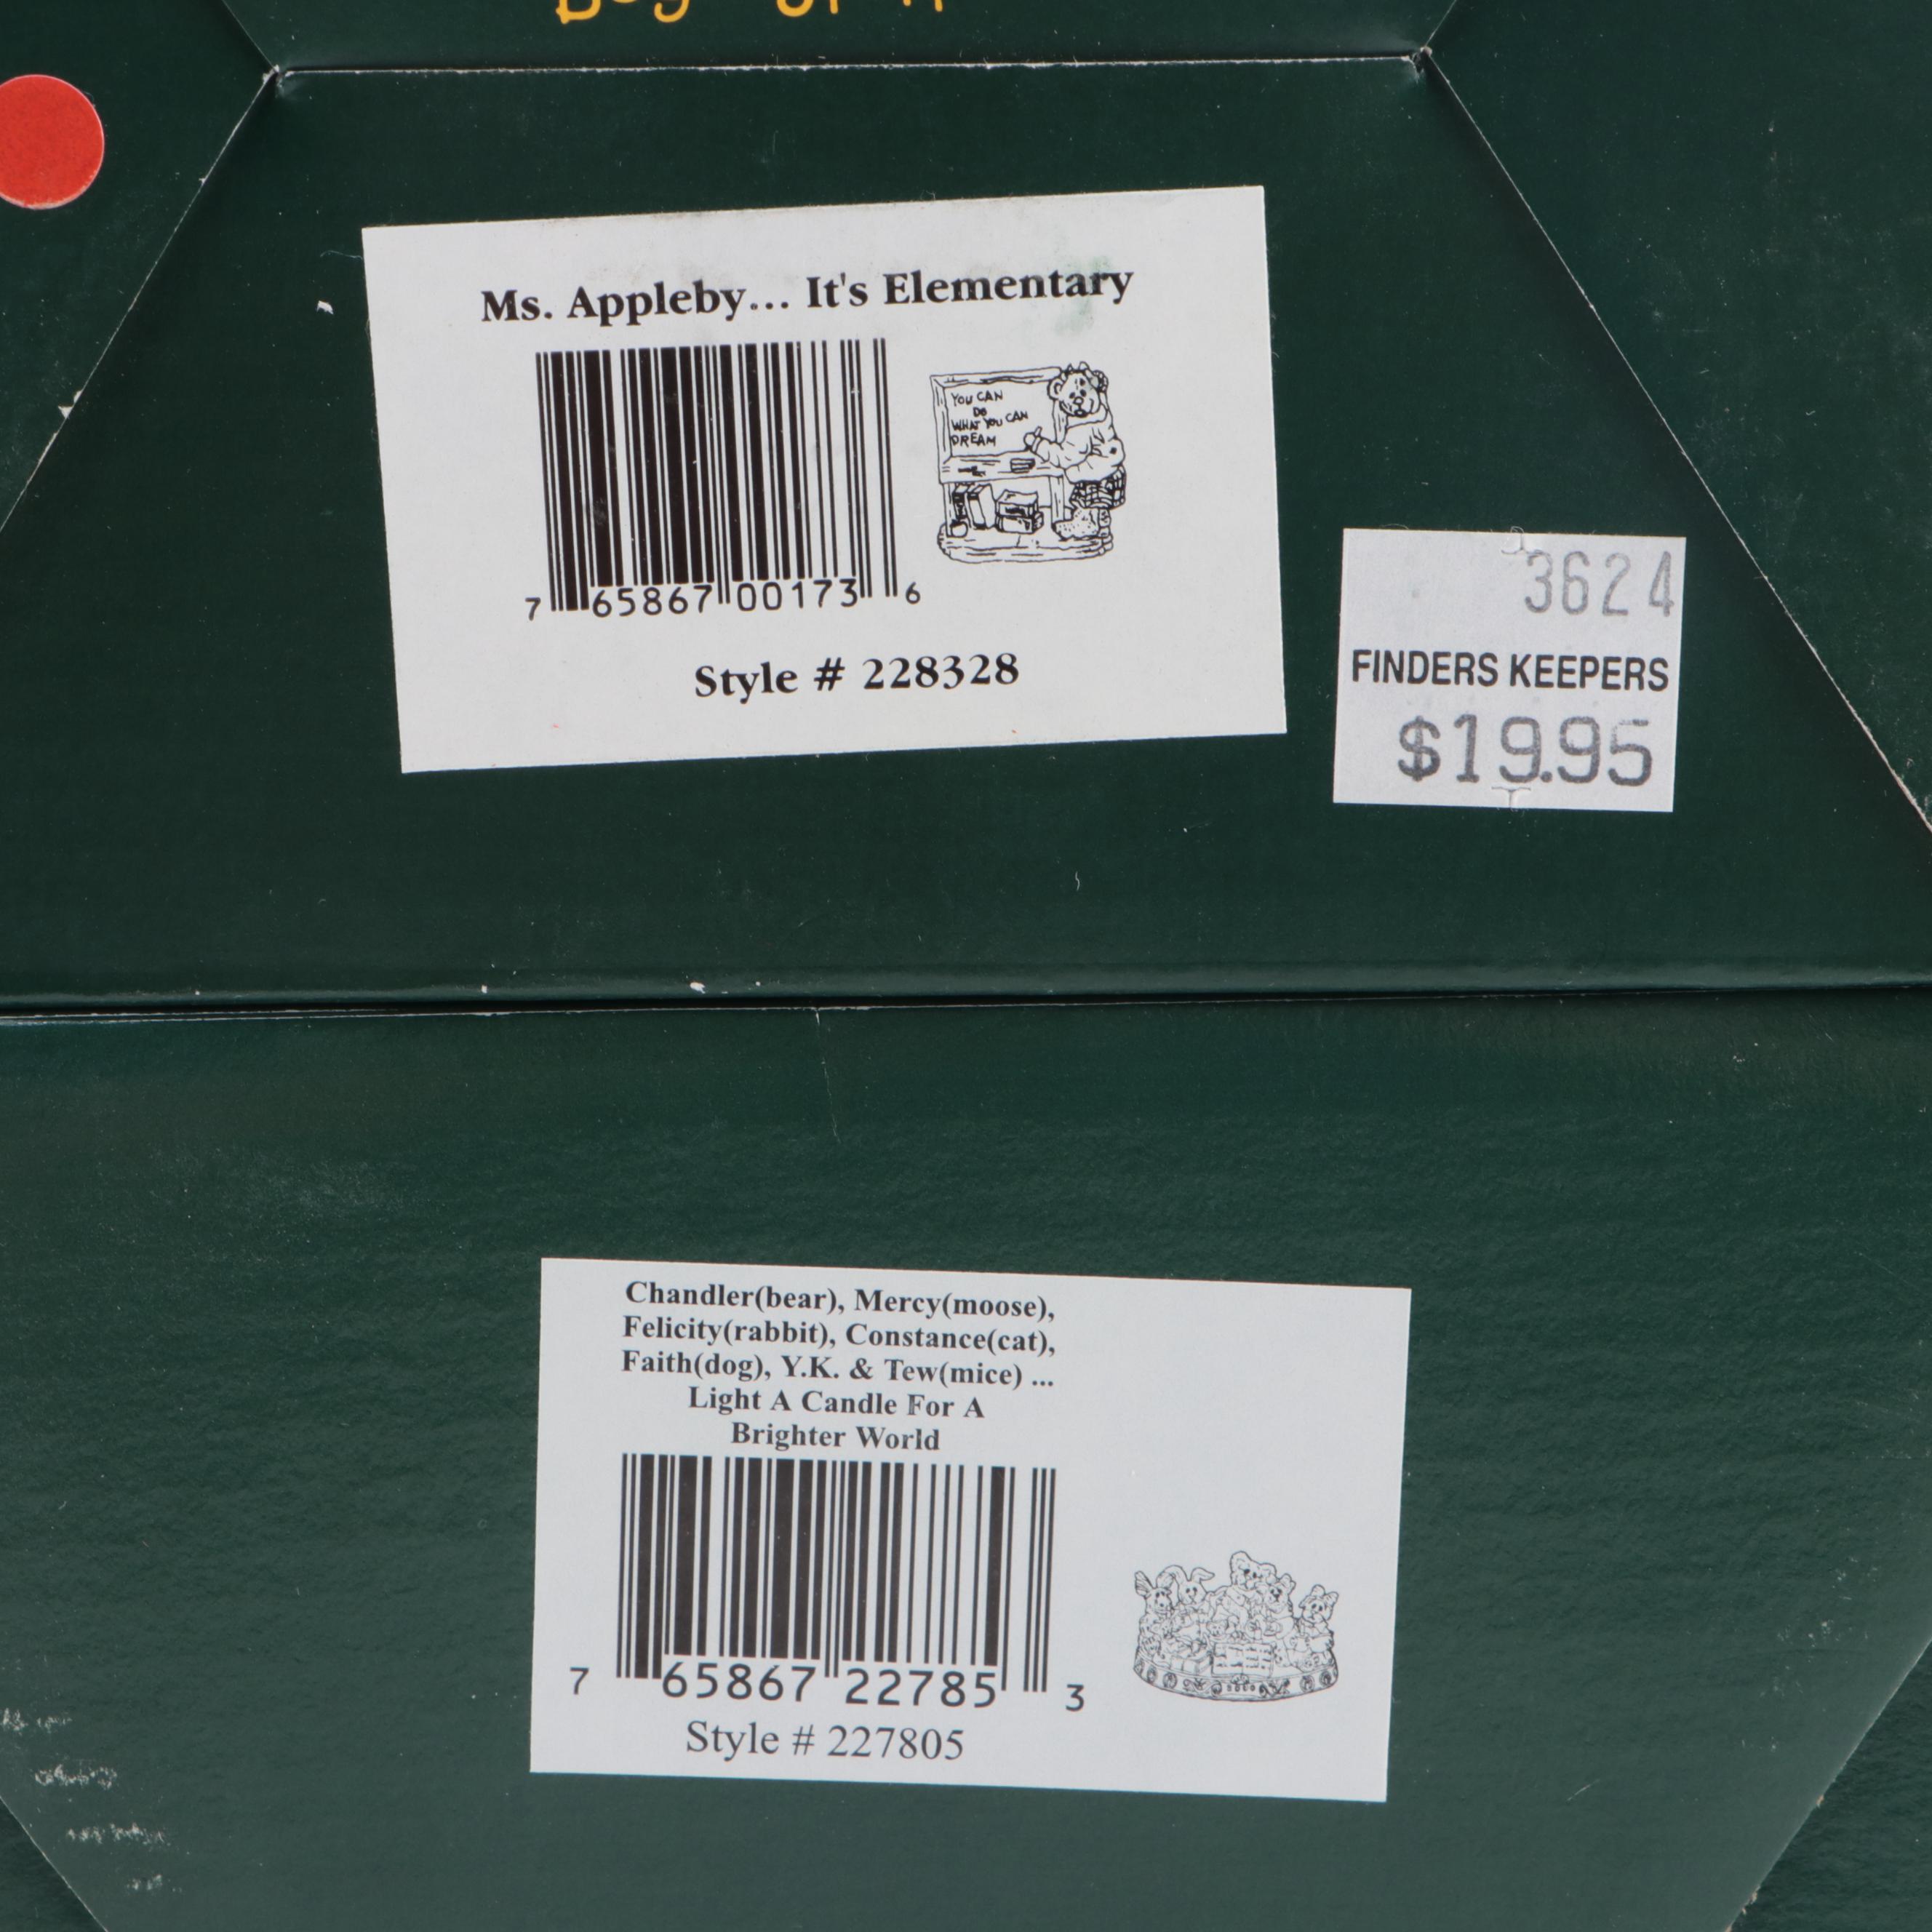 Ms. Appleby... It's Elementary
YOU CAN
DO
WHAT YOU CAN
DREAM
7 65867 00173 6
Style # 228328
3624
FINDERS KEEPERS
$19.95
Chandler(bear), Mercy(moose),
Felicity(rabbit), Constance(cat),
Faith(dog), Y.K. & Tew(mice) ...
Light A Candle For A
Brighter World
7 65867 22785 3
Style # 227805